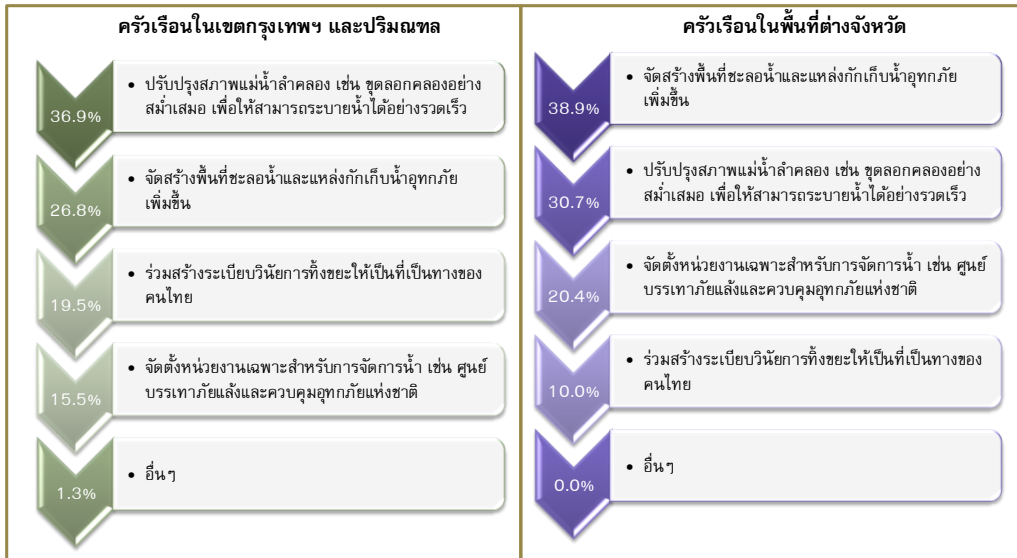 ครัวเรือนในเขตกรุงเทพฯ และปริมณฑล
36.9%
• ปรับปรุงสภาพแม่น้ำลำคลอง เช่น ขุดลอกคลองอย่าง
สม่ำเสมอ เพื่อให้สามารถระบายน้ำได้อย่างรวดเร็ว
26.8%
• จัดสร้างพื้นที่ชะลอน้ำและแหล่งกักเก็บน้ำอุทกภัย
เพิ่มขึ้น
19.5%
• ร่วมสร้างระเบียบวินัยการทิ้งขยะให้เป็นที่เป็นทางของ
คนไทย
15.5%
• จัดตั้งหน่วยงานเฉพาะสำหรับการจัดการน้ำ เช่น ศูนย์
บรรเทาภัยแล้งและควบคุมอุทกภัยแห่งชาติ
1.3%
• อื่นๆ
ครัวเรือนในพื้นที่ต่างจังหวัด
38.9%
• จัดสร้างพื้นที่ชะลอน้ำและแหล่งกักเก็บน้ำอุทกภัย
เพิ่มขึ้น
30.7%
• ปรับปรุงสภาพแม่น้ำลำคลอง เช่น ขุดลอกคลองอย่าง
สม่ำเสมอ เพื่อให้สามารถระบายน้ำได้อย่างรวดเร็ว
20.4%
• จัดตั้งหน่วยงานเฉพาะสำหรับการจัดการน้ำ เช่น ศูนย์
บรรเทาภัยแล้งและควบคุมอุทกภัยแห่งชาติ
10.0%
• ร่วมสร้างระเบียบวินัยการทิ้งขยะให้เป็นที่เป็นทางของ
คนไทย
0.0%
• อื่นๆ